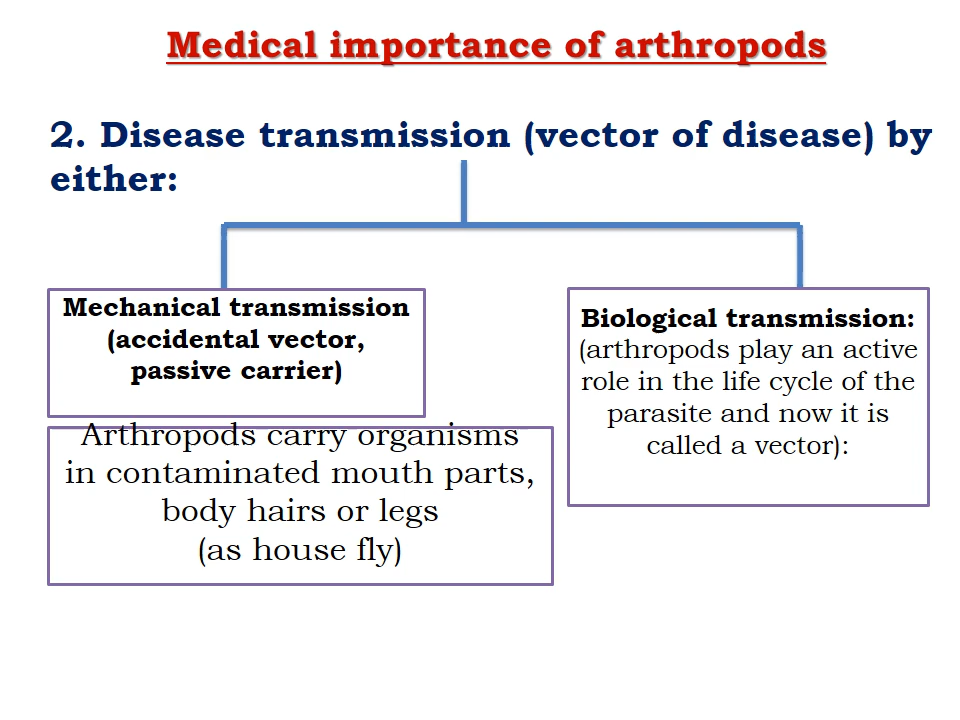 Medical importance of arthropods
2. Disease transmission (vector of disease) by
either:
Mechanical transmission
(accidental vector,
passive carrier)
Arthropods carry organisms
in contaminated mouth parts,
body hairs or legs
(as house fly)
Biological transmission:
(arthropods play an active
role in the life cycle of the
parasite and now it is
called a vector):